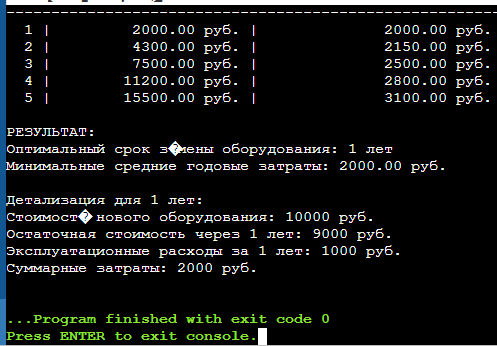 1 | 2000.00 руб. | 2000.00 руб.
2 | 4300.00 руб. | 2150.00 руб.
3 | 7500.00 руб. | 2500.00 руб.
4 | 11200.00 руб. | 2800.00 руб.
5 | 15500.00 руб. | 3100.00 руб.
РЕЗУЛЬТАТ:
Оптимальный срок з�мены оборудования: 1 лет
Минимальные средние годовые затраты: 2000.00 руб.
Детализация для 1 лет:
Стоимост� нового оборудования: 10000 руб.
Остаточная стоимость через 1 лет: 9000 руб.
Эксплуатационные расходы за 1 лет: 1000 руб.
Суммарные затраты: 2000 руб.
...Program finished with exit code 0
Press ENTER to exit console.